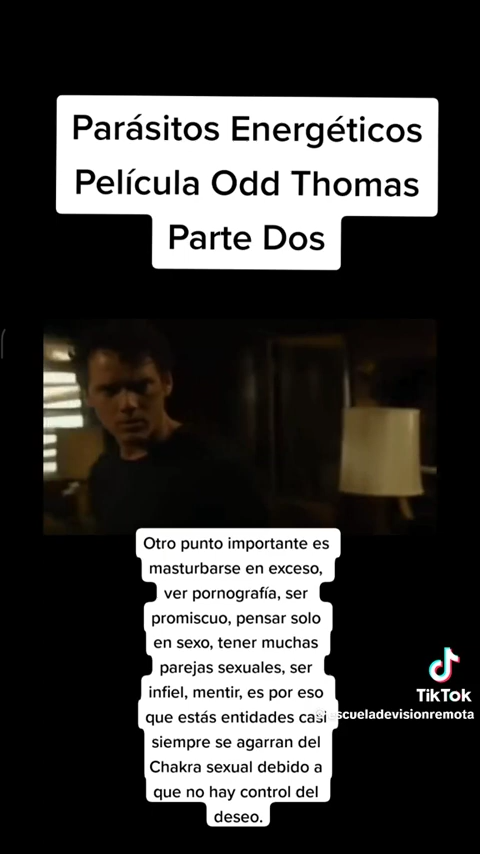 Parásitos Energéticos
Película Odd Thomas
Parte Dos
Otro punto importante es
masturbarse en exceso,
ver pornografía, ser
promiscuo, pensar solo
en sexo, tener muchas
parejas sexuales, ser
infiel, mentir, es por eso
que estás entidades casi
siempre se agarran del
Chakra sexual debido a
que no hay control del
deseo.
TikTok
@escueladevisionremota